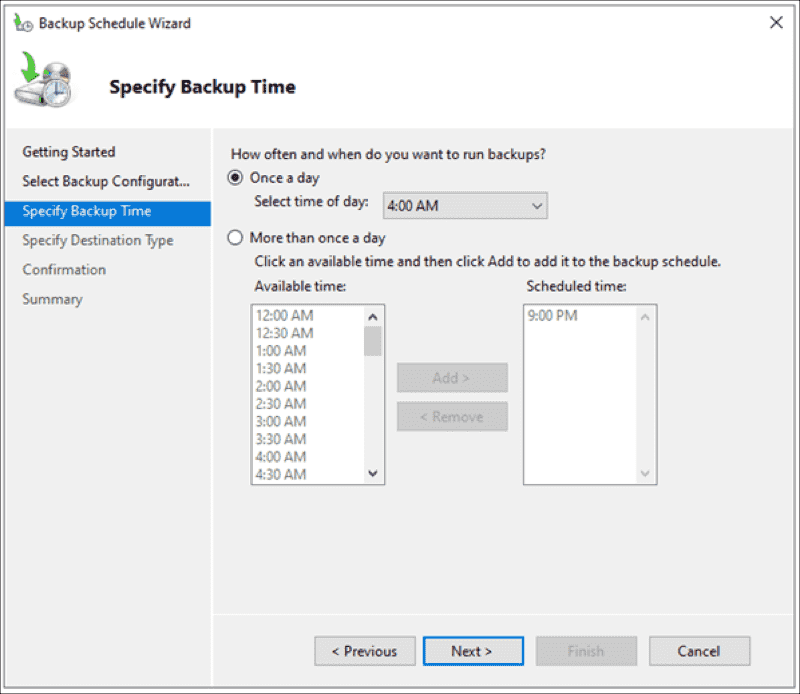 Backup Schedule Wizard
Specify Backup Time
Getting Started
Select Backup Configurat...
Specify Backup Time
Specify Destination Type
Confirmation
Summary
How often and when do you want to run backups?
Once a day
Select time of day: 4:00 AM
More than once a day
Click an available time and then click Add to add it to the backup schedule.
Available time: Scheduled time:
12:00 AM 9:00 PM
12:30 AM
1:00 AM
1:30 AM
2:00 AM
2:30 AM
3:00 AM
3:30 AM
4:00 AM
4:30 AM
Add >
< Remove
< Previous Next > Finish Cancel